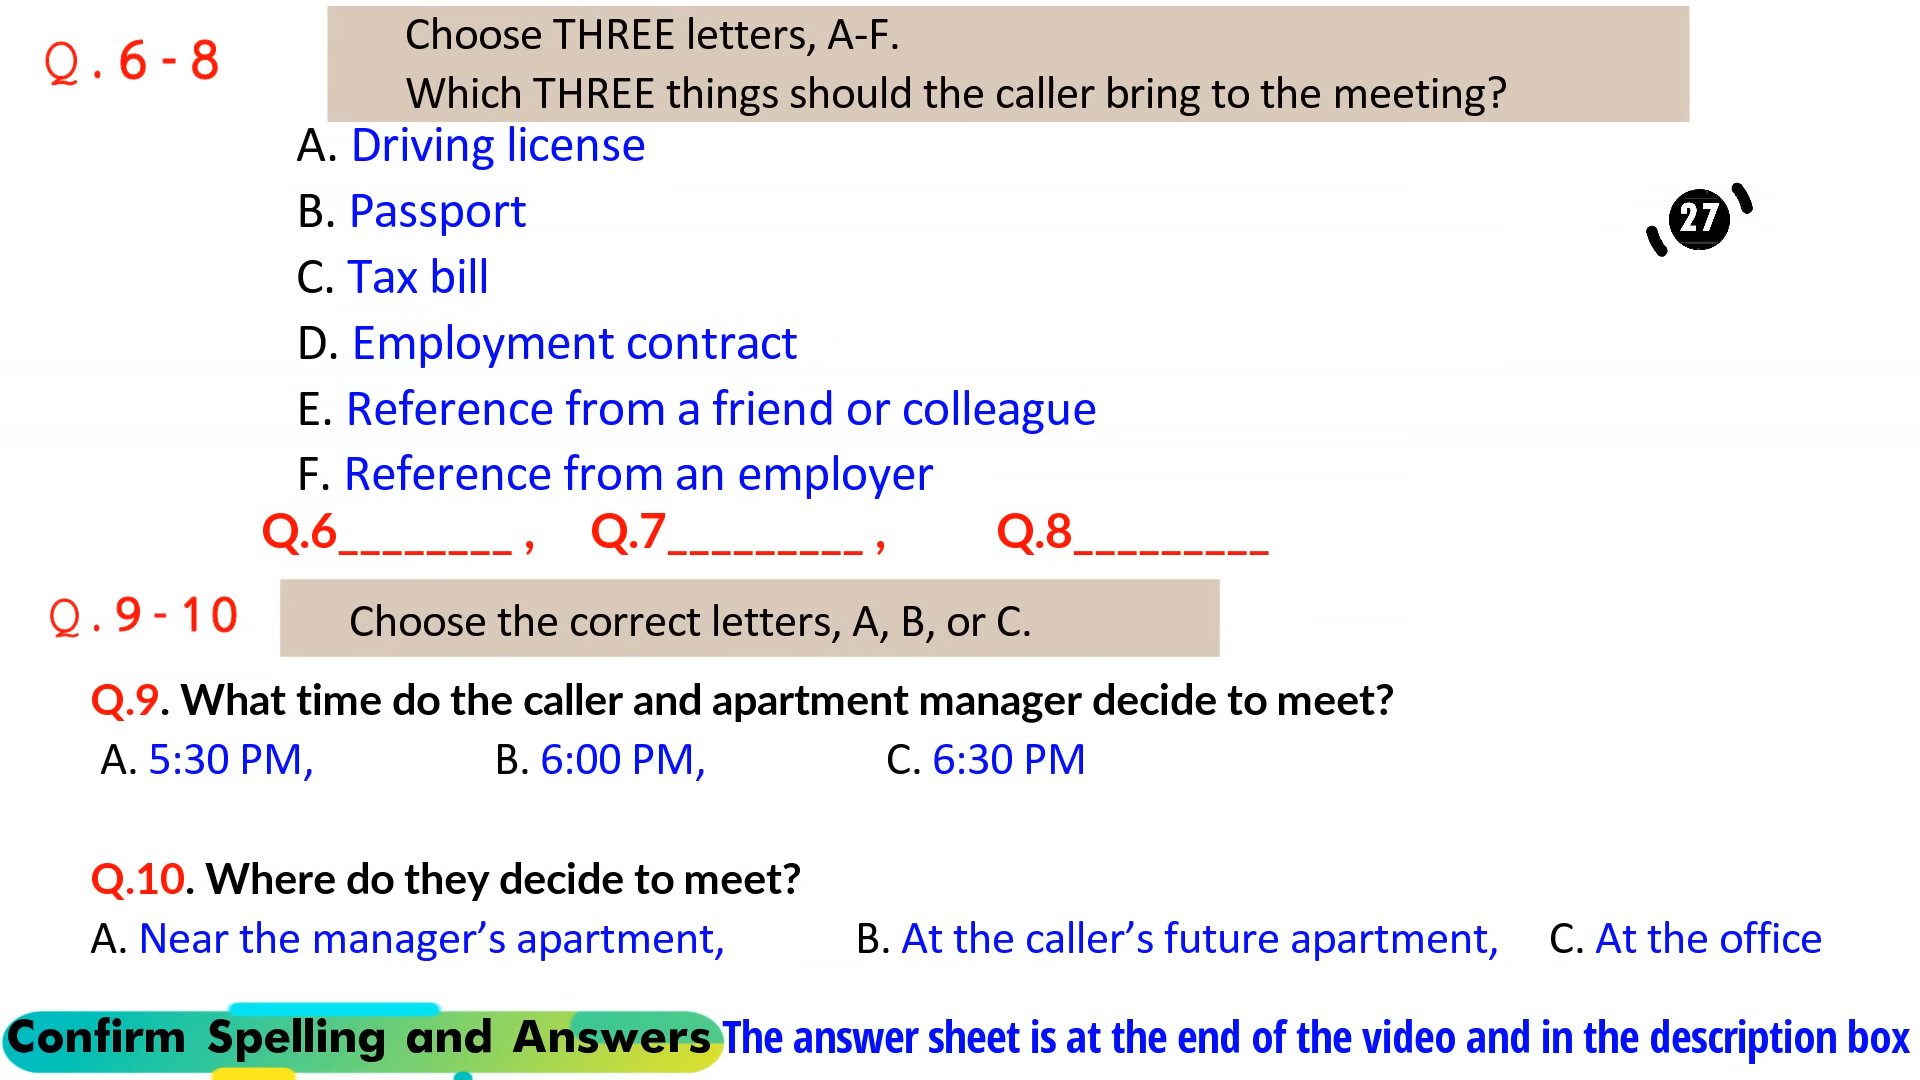 Q.6-8
Choose THREE letters, A-F.
Which THREE things should the caller bring to the meeting?
A. Driving license
B. Passport
27
C. Tax bill
D. Employment contract
E. Reference from a friend or colleague
F. Reference from an employer
Q.6________ , Q.7_________ , Q.8_________
Q.9-10
Choose the correct letters, A, B, or C.
Q.9. What time do the caller and apartment manager decide to meet?
A. 5:30 PM, B. 6:00 PM, C. 6:30 PM
Q.10. Where do they decide to meet?
A. Near the manager’s apartment, B. At the caller’s future apartment, C. At the office
Confirm Spelling and Answers The answer sheet is at the end of the video and in the description box